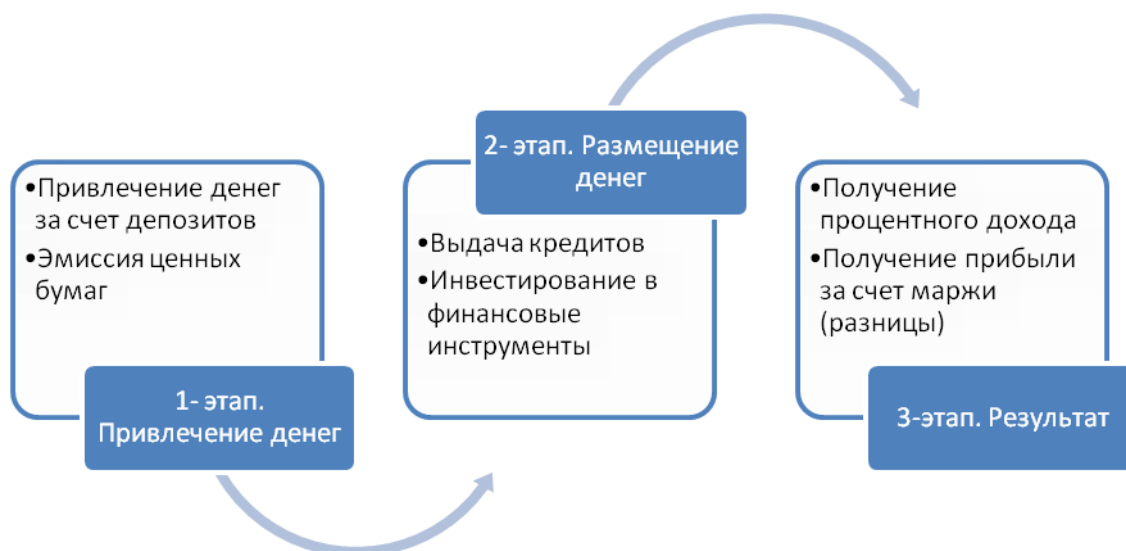 •Привлечение денег
за счет депозитов
•Эмиссия ценных
бумаг
1- этап.
Привлечение денег
2- этап. Размещение
денег
•Выдача кредитов
•Инвестирование в
финансовые
инструменты
•Получение
процентного дохода
•Получение прибыли
за счет маржи
(разницы)
3-этап. Результат